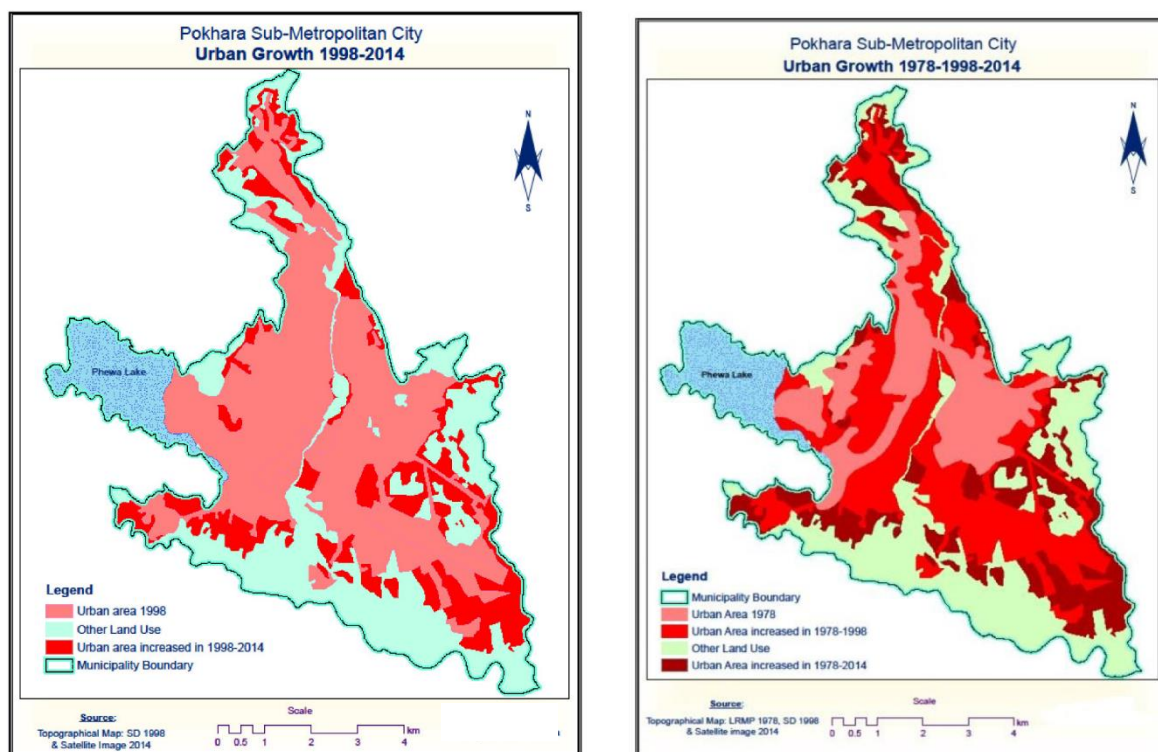 Pokhara Sub-Metropolitan City
Urban Growth 1998-2014
N
S
Phewa Lake
Legend
Urban area 1998
Other Land Use
Urban area increased in 1998-2014
Municipality Boundary
Source:
Topographical Map: SD 1998
& Satellite Image 2014
Scale
0 0.5 1 2 3 4
km
Pokhara Sub-Metropolitan City
Urban Growth 1978-1998-2014
N
S
Phewa Lake
Legend
Municipality Boundary
Urban Area 1978
Urban Area increased in 1978-1998
Other Land Use
Urban Area increased in 1978-2014
Source:
Topographical Map: LRMP 1978, SD 1998
& Satellite image 2014
Scale
0 0.5 1 2 3 4
km